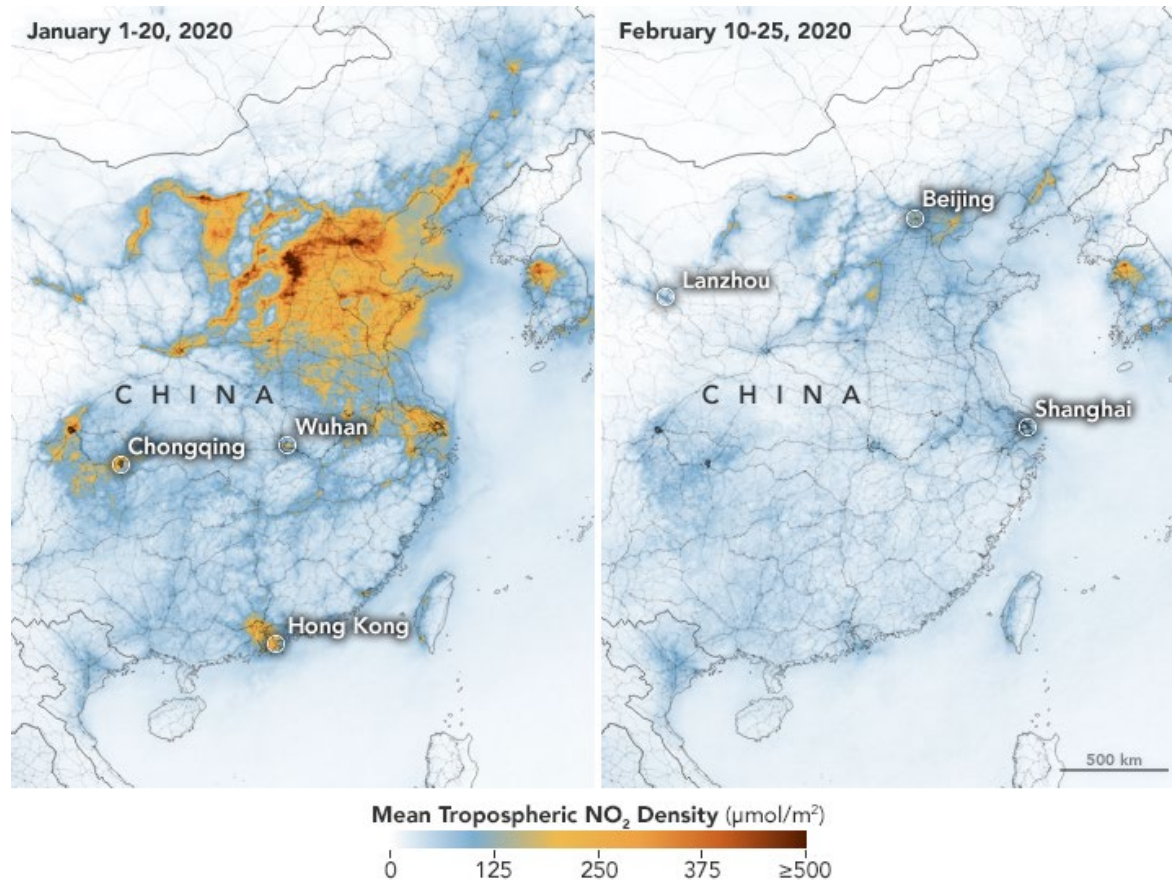 January 1-20, 2020
CHINA
Wuhan
Chongqing
Hong Kong
February 10-25, 2020
Beijing
Lanzhou
CHINA
Shanghai
500 km
Mean Tropospheric NO₂ Density (µmol/m²)
0 125 250 375 ≥500